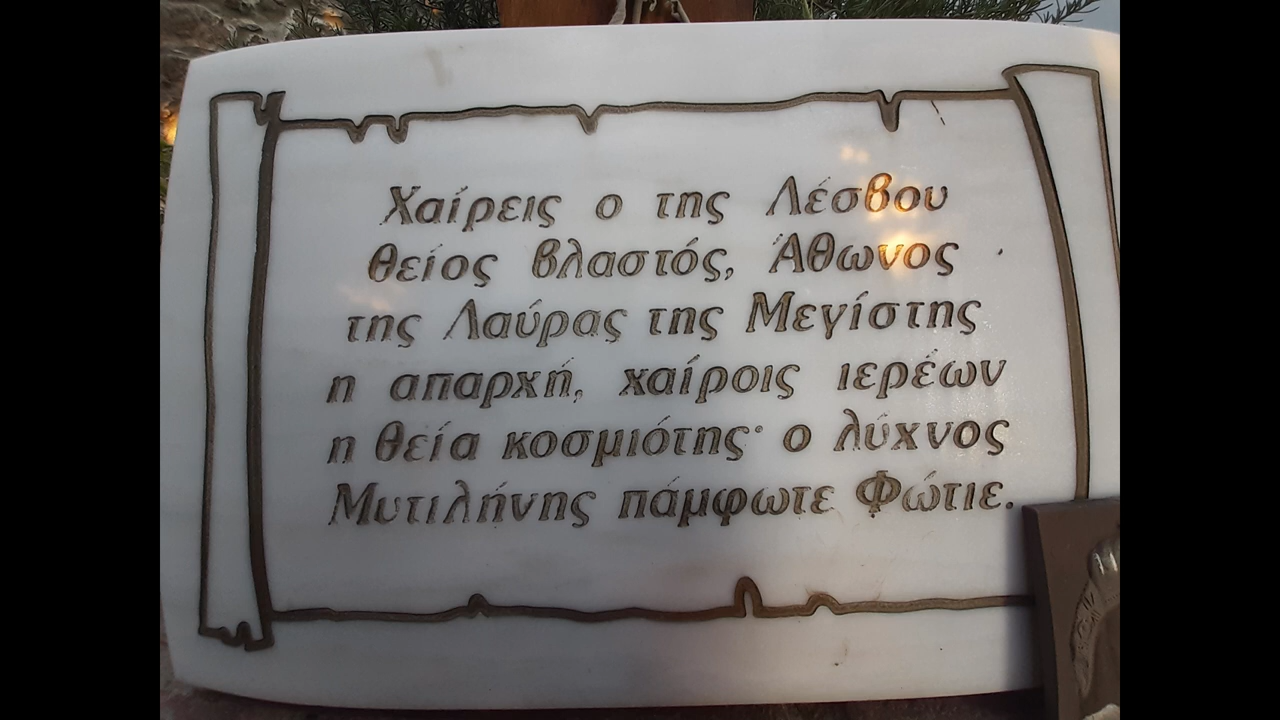 Χαίρεις ο της Λέσβου
θείος βλαστός, Άθωνος
της Λαύρας της Μεγίστης
η απαρχή, χαίροις ιερέων
η θεία κοσμιότης· ο λύχνος
Μυτιλήνης πάμφωτε Φώτιε.